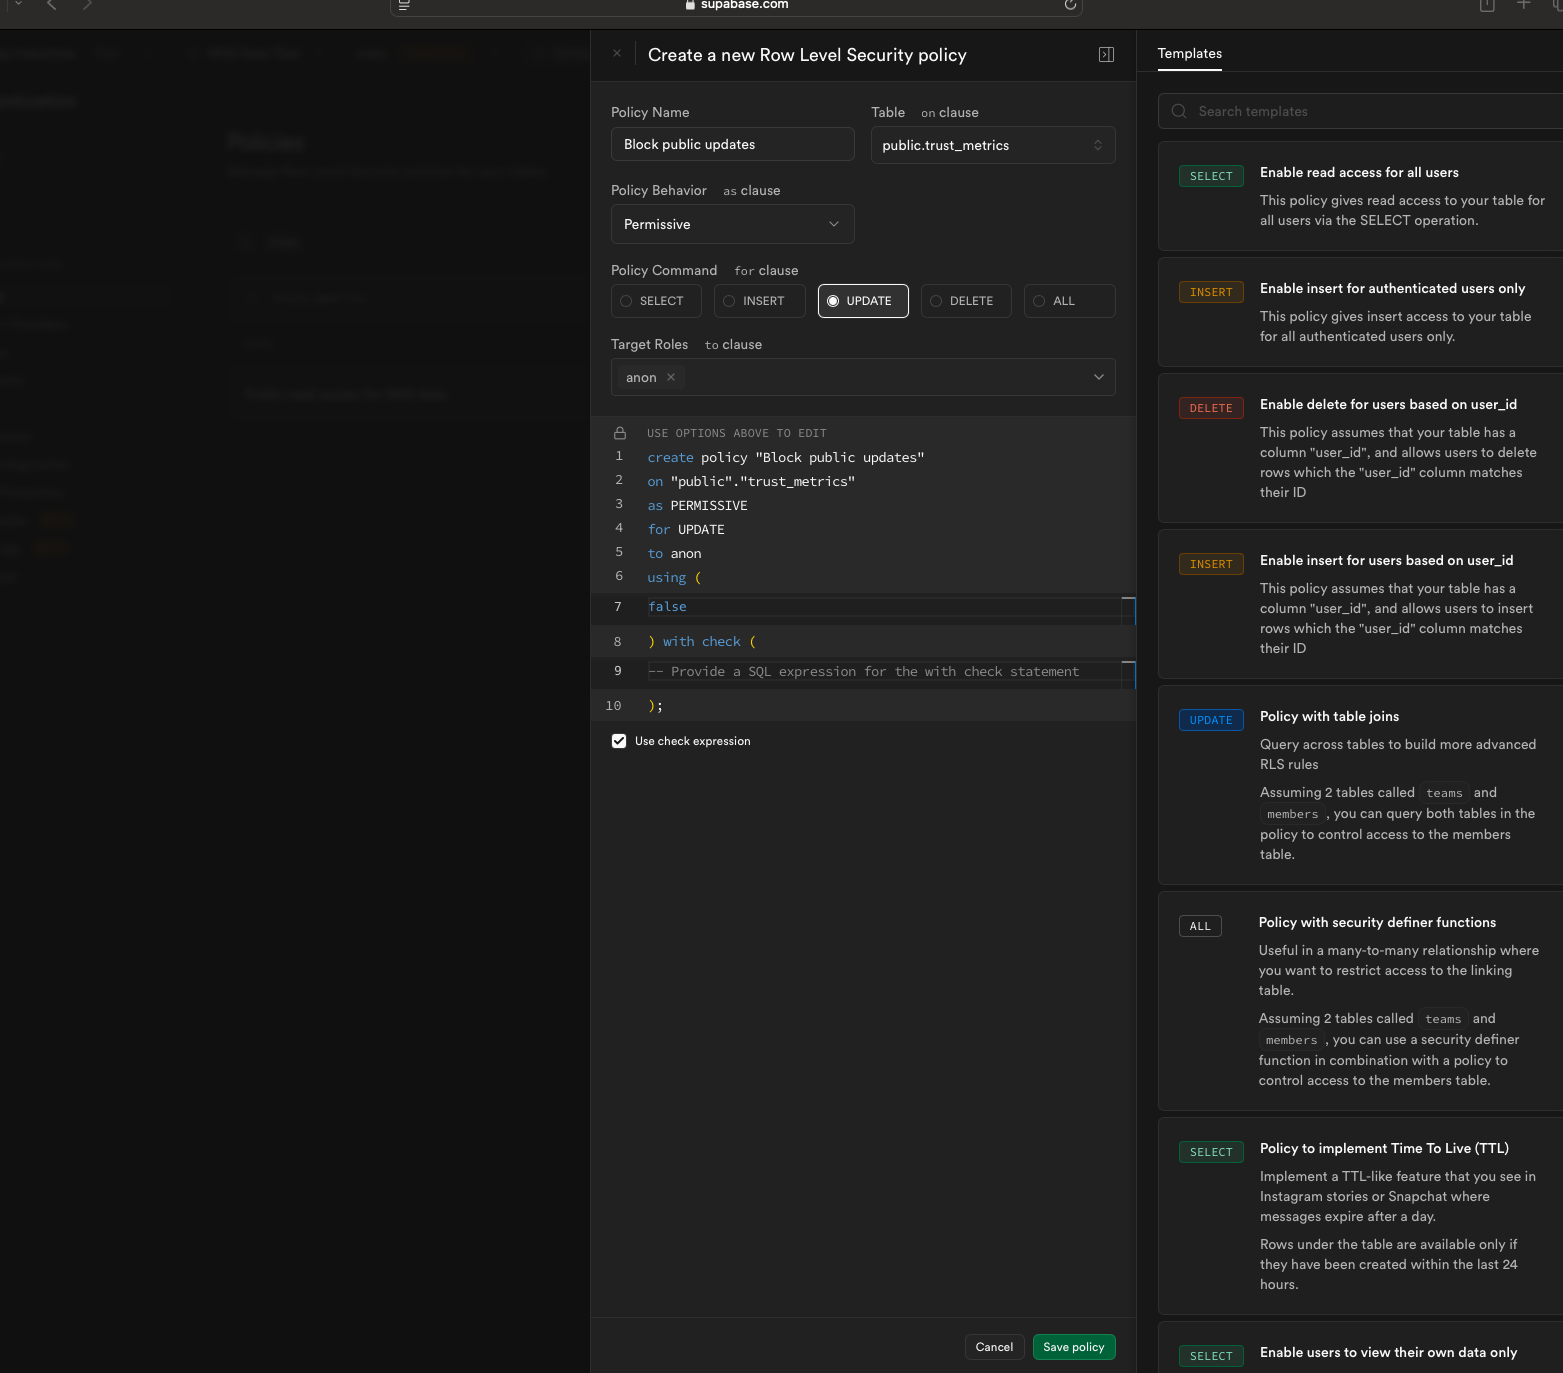 supabase.com
Create a new Row Level Security policy
Policy Name
Block public updates
Table on clause
public.trust_metrics
Policy Behavior as clause
Permissive
Policy Command for clause
SELECT
INSERT
UPDATE
DELETE
ALL
Target Roles to clause
anon ×
USE OPTIONS ABOVE TO EDIT
1 create policy "Block public updates"
2 on "public"."trust_metrics"
3 as PERMISSIVE
4 for UPDATE
5 to anon
6 using (
7 false
8 ) with check (
9 -- Provide a SQL expression for the with check statement
10 );
Use check expression
Cancel
Save policy
Templates
Search templates
SELECT
Enable read access for all users
This policy gives read access to your table for
all users via the SELECT operation.
INSERT
Enable insert for authenticated users only
This policy gives insert access to your table
for all authenticated users only.
DELETE
Enable delete for users based on user_id
This policy assumes that your table has a
column "user_id", and allows users to delete
rows which the "user_id" column matches
their ID
INSERT
Enable insert for users based on user_id
This policy assumes that your table has a
column "user_id", and allows users to insert
rows which the "user_id" column matches
their ID
UPDATE
Policy with table joins
Query across tables to build more advanced
RLS rules
Assuming 2 tables called teams and
members , you can query both tables in the
policy to control access to the members
table.
ALL
Policy with security definer functions
Useful in a many-to-many relationship where
you want to restrict access to the linking
table.
Assuming 2 tables called teams and
members , you can use a security definer
function in combination with a policy to
control access to the members table.
SELECT
Policy to implement Time To Live (TTL)
Implement a TTL-like feature that you see in
Instagram stories or Snapchat where
messages expire after a day.
Rows under the table are available only if
they have been created within the last 24
hours.
SELECT
Enable users to view their own data only